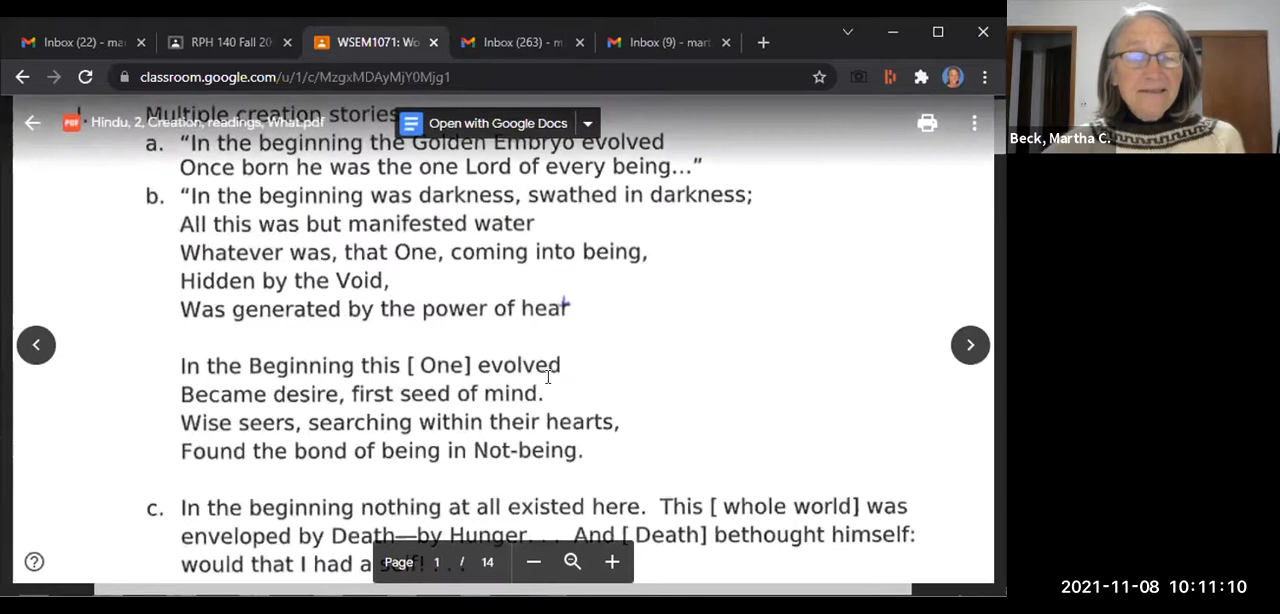 Inbox (22) - ma
RPH 140 Fall 20
WSEM1071: Wo
Inbox (263) - m
Inbox (9) - mar
classroom.google.com/u/1/c/MzgxMDAyMjY0Mjg1
Beck, Martha C.
I. Multiple creation stories
Hindu, 2, Creation, readings, What.pdf
Open with Google Docs
a. “In the beginning the Golden Embryo evolved
Once born he was the one Lord of every being...”
b. “In the beginning was darkness, swathed in darkness;
All this was but manifested water
Whatever was, that One, coming into being,
Hidden by the Void,
Was generated by the power of heat
In the Beginning this [ One] evolved
Became desire, first seed of mind.
Wise seers, searching within their hearts,
Found the bond of being in Not-being.
c. In the beginning nothing at all existed here. This [ whole world] was
enveloped by Death—by Hunger. . . And [ Death] bethought himself:
would that I had a self! . . .
Page 1 / 14
2021-11-08 10:11:10